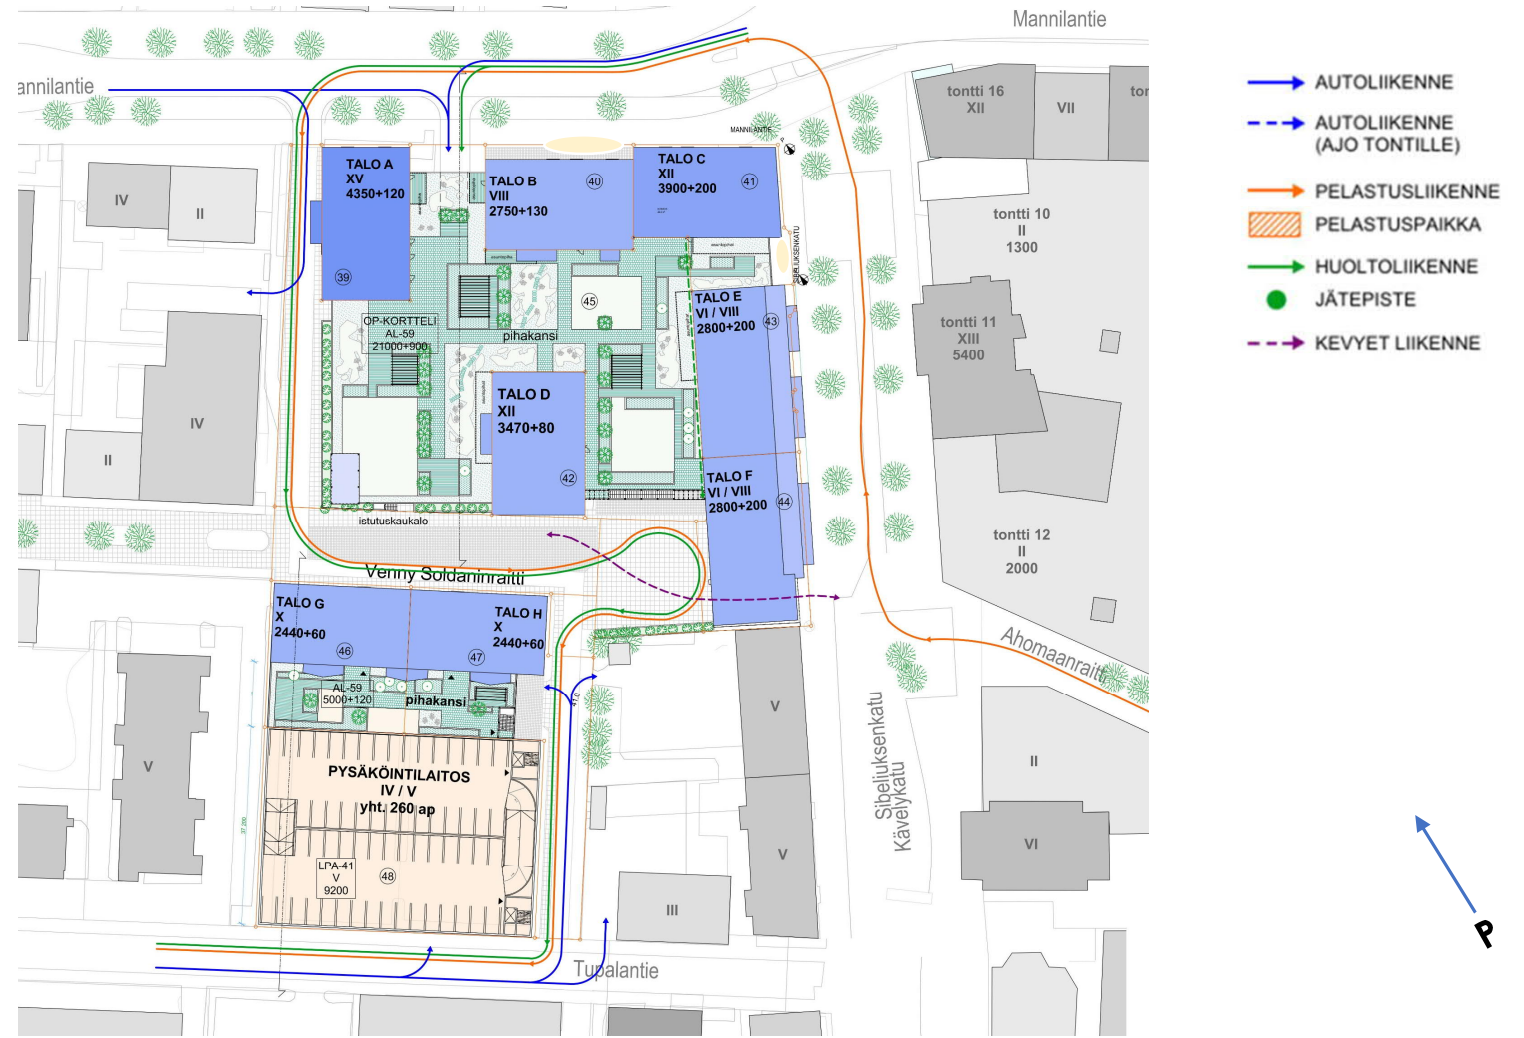 Mannilantie
annilantie
MANNILANTIE
tontti 16
XII
VII
tor
TALO A
XV
4350+120
39
TALO B
VIII
2750+130
40
TALO C
XII
3900+200
41
IV
II
tontti 10
II
1300
SIBELIUKSENKATU
45
OP-KORTTELI
AL-59
21000+900
pihakansi
TALO E
VI / VIII
2800+200
43
tontti 11
XIII
5400
TALO D
XII
3470+80
42
IV
II
TALO F
VI / VIII
2800+200
44
istutuskaukalo
tontti 12
II
2000
Venny Soldaninraitti
TALO G
X
2440+60
46
TALO H
X
2440+60
47
Ahomaanraitti
AL-59
5000+120
pihakansi
V
V
PYSÄKÖINTILAITOS
IV / V
yht. 260 ap
Sibeliuksenkatu
Kävelykatu
II
VI
V
LPA-41
V
9200
48
37 200
III
Tupalantie
AUTOLIIKENNE
AUTOLIIKENNE
(AJO TONTILLE)
PELASTUSLIIKENNE
PELASTUSPAIKKA
HUOLTOLIIKENNE
JÄTEPISTE
KEVYET LIIKENNE
P